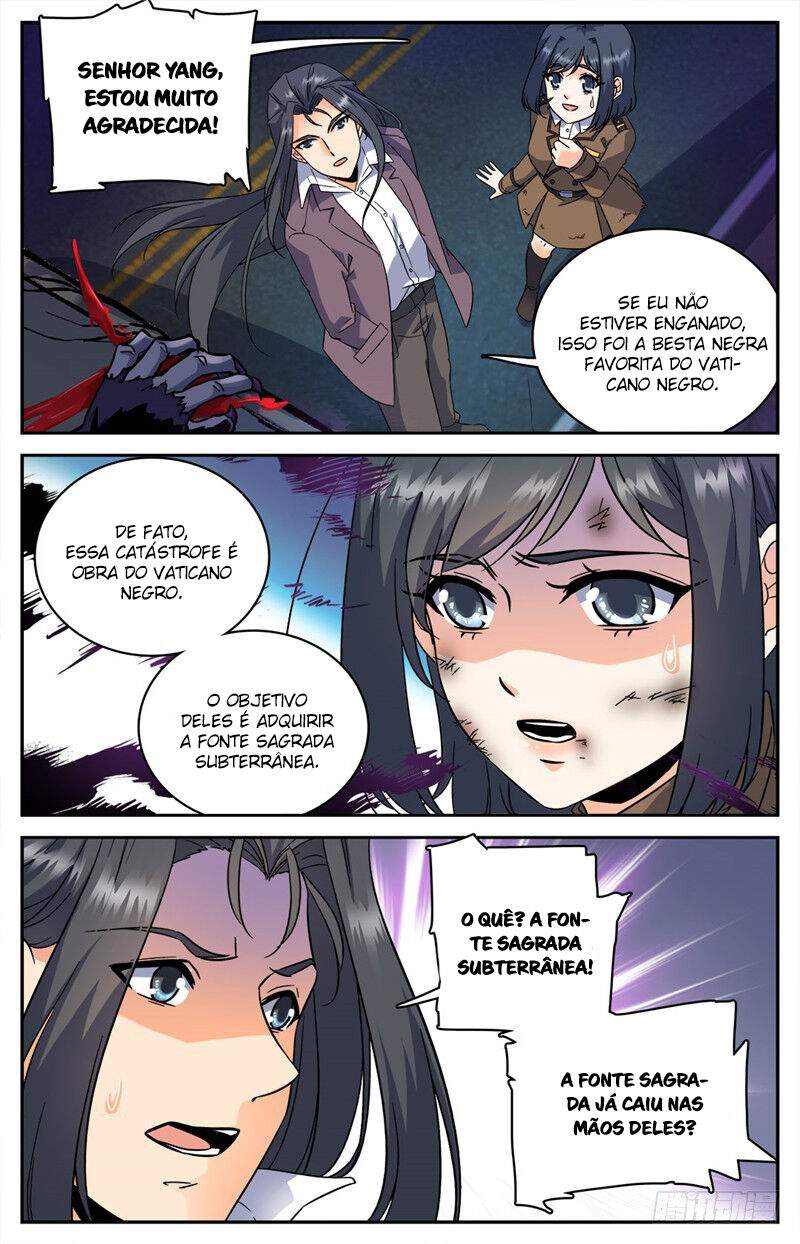 SENHOR YANG,
ESTOU MUITO
AGRADECIDA!
SE EU NÃO
ESTIVER ENGANADO,
ISSO FOI A BESTA NEGRA
FAVORITA DO VATI-
CANO NEGRO.
DE FATO,
ESSA CATÁSTROFE É
OBRA DO VATICANO
NEGRO.
O OBJETIVO
DELES É ADQUIRIR
A FONTE SAGRADA
SUBTERRÂNEA.
O QUÊ? A FON-
TE SAGRADA
SUBTERRÂNEA!
A FONTE SAGRA-
DA JÁ CAIU NAS
MÃOS DELES?